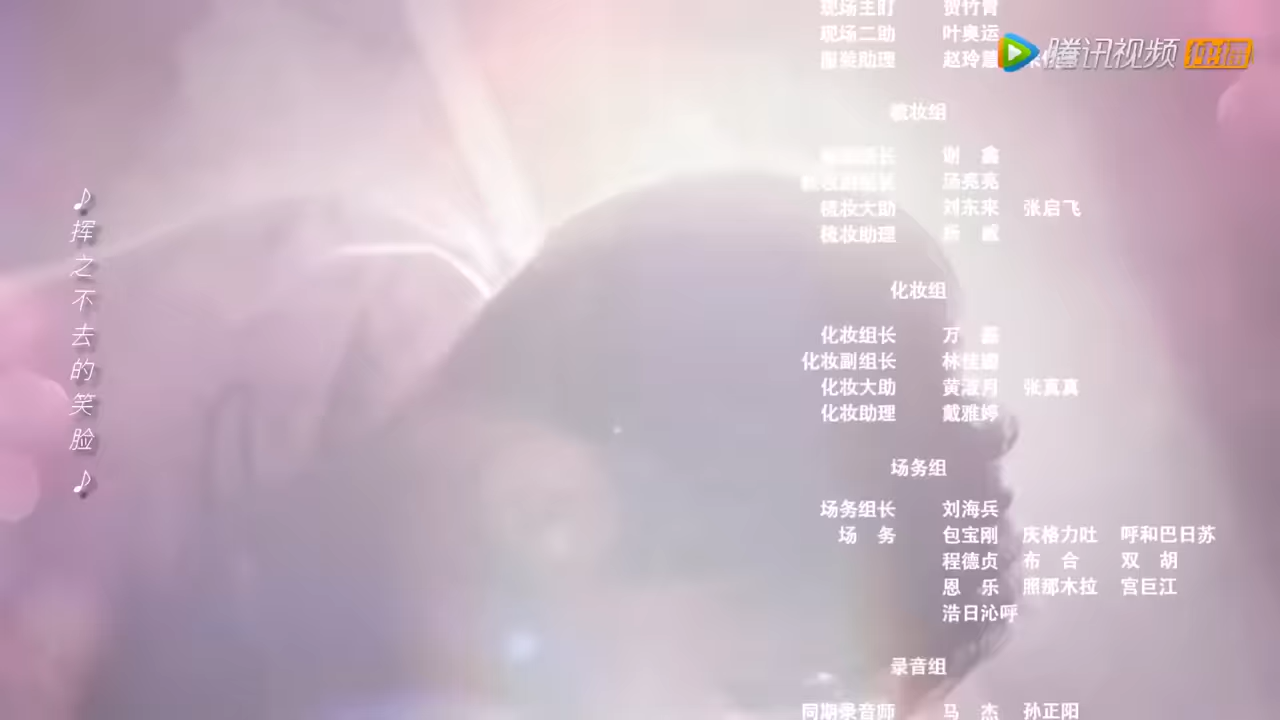 ♪挥之不去的笑脸♪
腾讯视频 独播
现场主盯 贺竹青
现场二助 叶奥运
服装助理 赵玲
梳妆组
谢
汤亮亮
梳妆大助 刘东来 张启飞
梳妆助理
化妆组
化妆组长 万
化妆副组长 林佳
化妆大助 黄淑月 张真真
化妆助理 戴雅婷
场务组
场务组长 刘海兵
场 务 包宝刚 庆格力吐 呼和巴日苏
程德贞 布 合 双 胡
恩 乐 照那木拉 宫巨江
浩日沁呼
录音组
同期录音师 马 杰 孙正阳